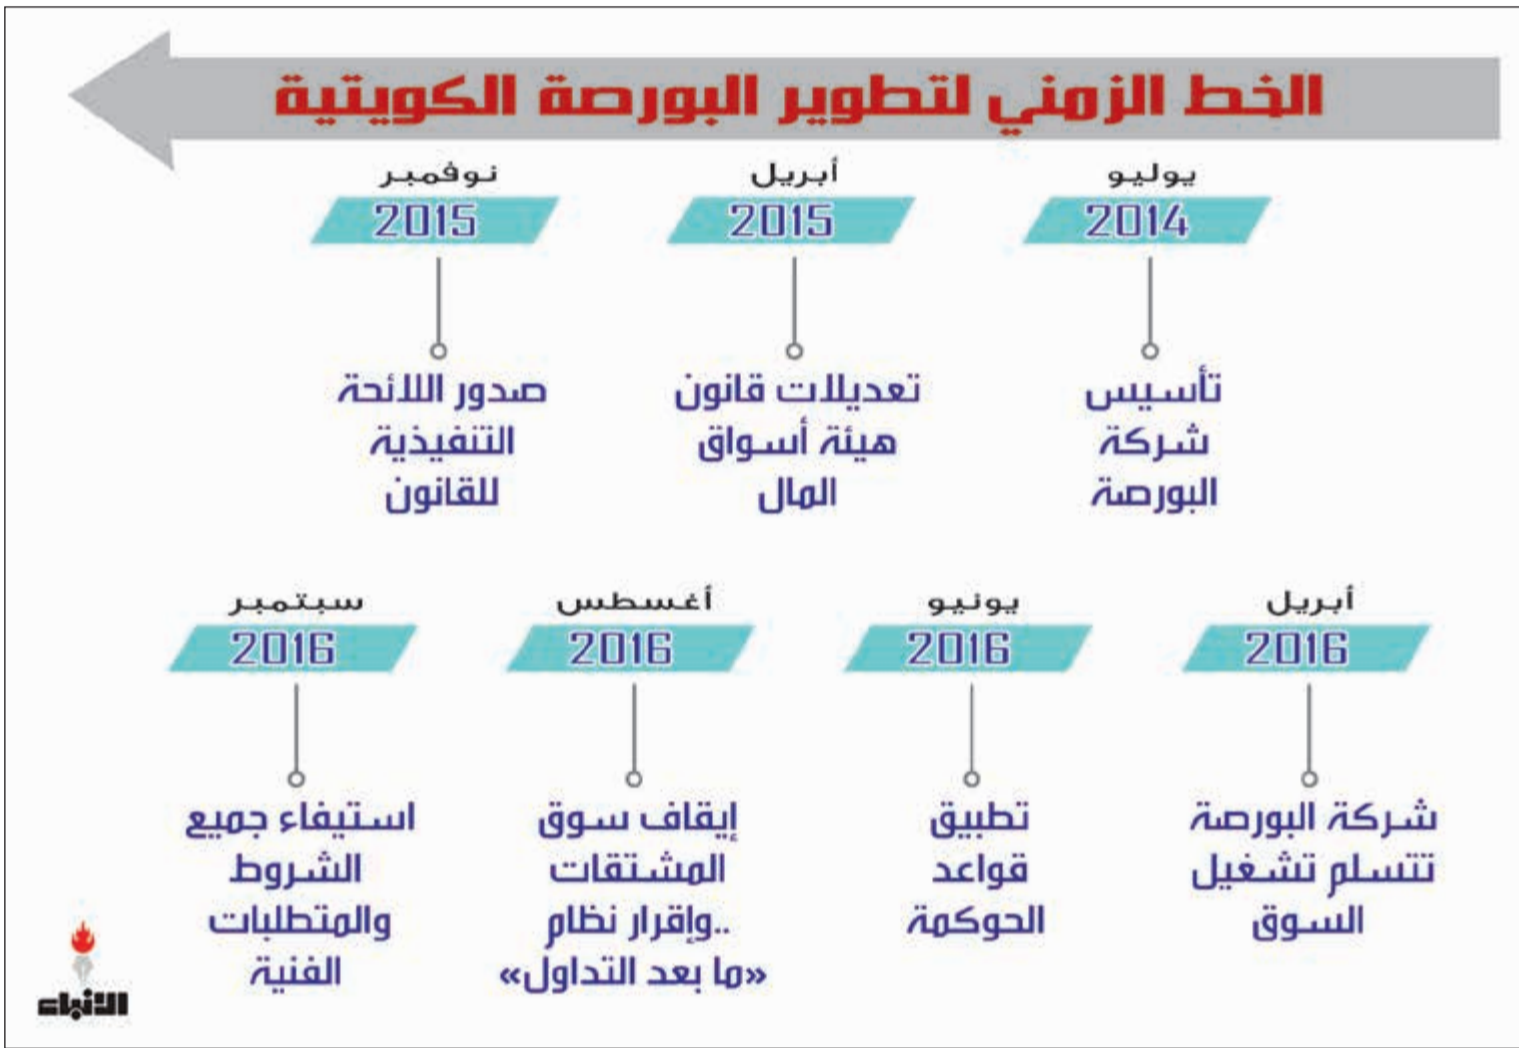 الخط الزمني لتطوير البورصة الكويتية
يوليو
2014
تأسيس
شركة
البورصة
أبريل
2015
تعديلات قانون
هيئة أسواق
المال
نوفمبر
2015
صدور اللائحة
التنفيذية
للقانون
أبريل
2016
شركة البورصة
تتسلم تشغيل
السوق
يونيو
2016
تطبيق
قواعد
الحوكمة
أغسطس
2016
إيقاف سوق
المشتقات
..وإقرار نظام
«ما بعد التداول»
سبتمبر
2016
استيفاء جميع
الشروط
والمتطلبات
الفنية
الأنباء